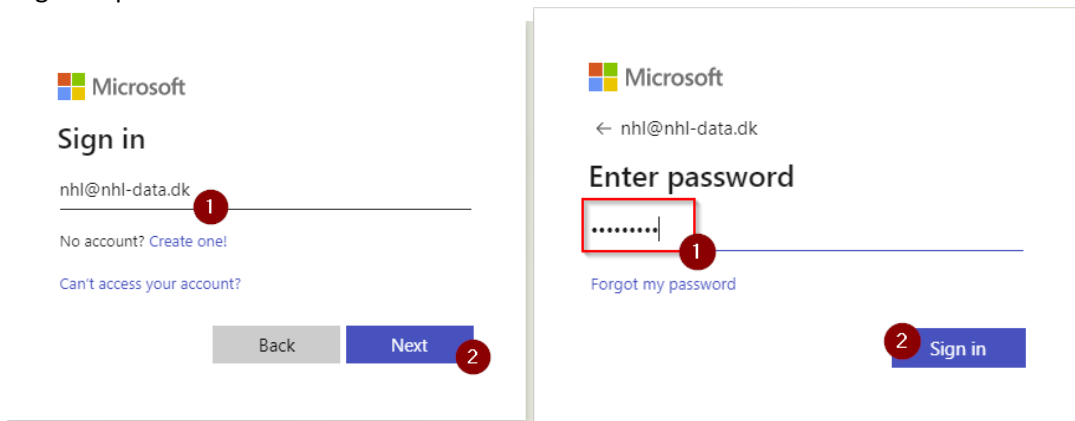 Microsoft
Sign in
nhl@nhl-data.dk
1
No account? Create one!
Can't access your account?
Back
Next
2
Microsoft
← nhl@nhl-data.dk
Enter password
•••••••••
1
Forgot my password
2
Sign in